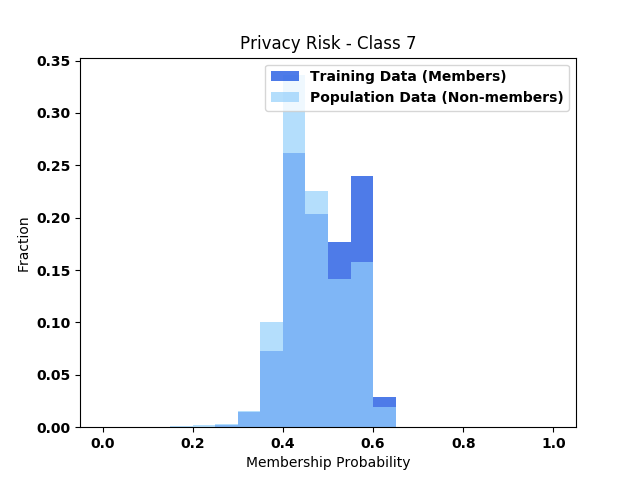 Privacy Risk - Class 7
0.35
0.30
0.25
0.20
0.15
0.10
0.05
0.00
Fraction
Training Data (Members)
Population Data (Non-members)
0.0 0.2 0.4 0.6 0.8 1.0
Membership Probability